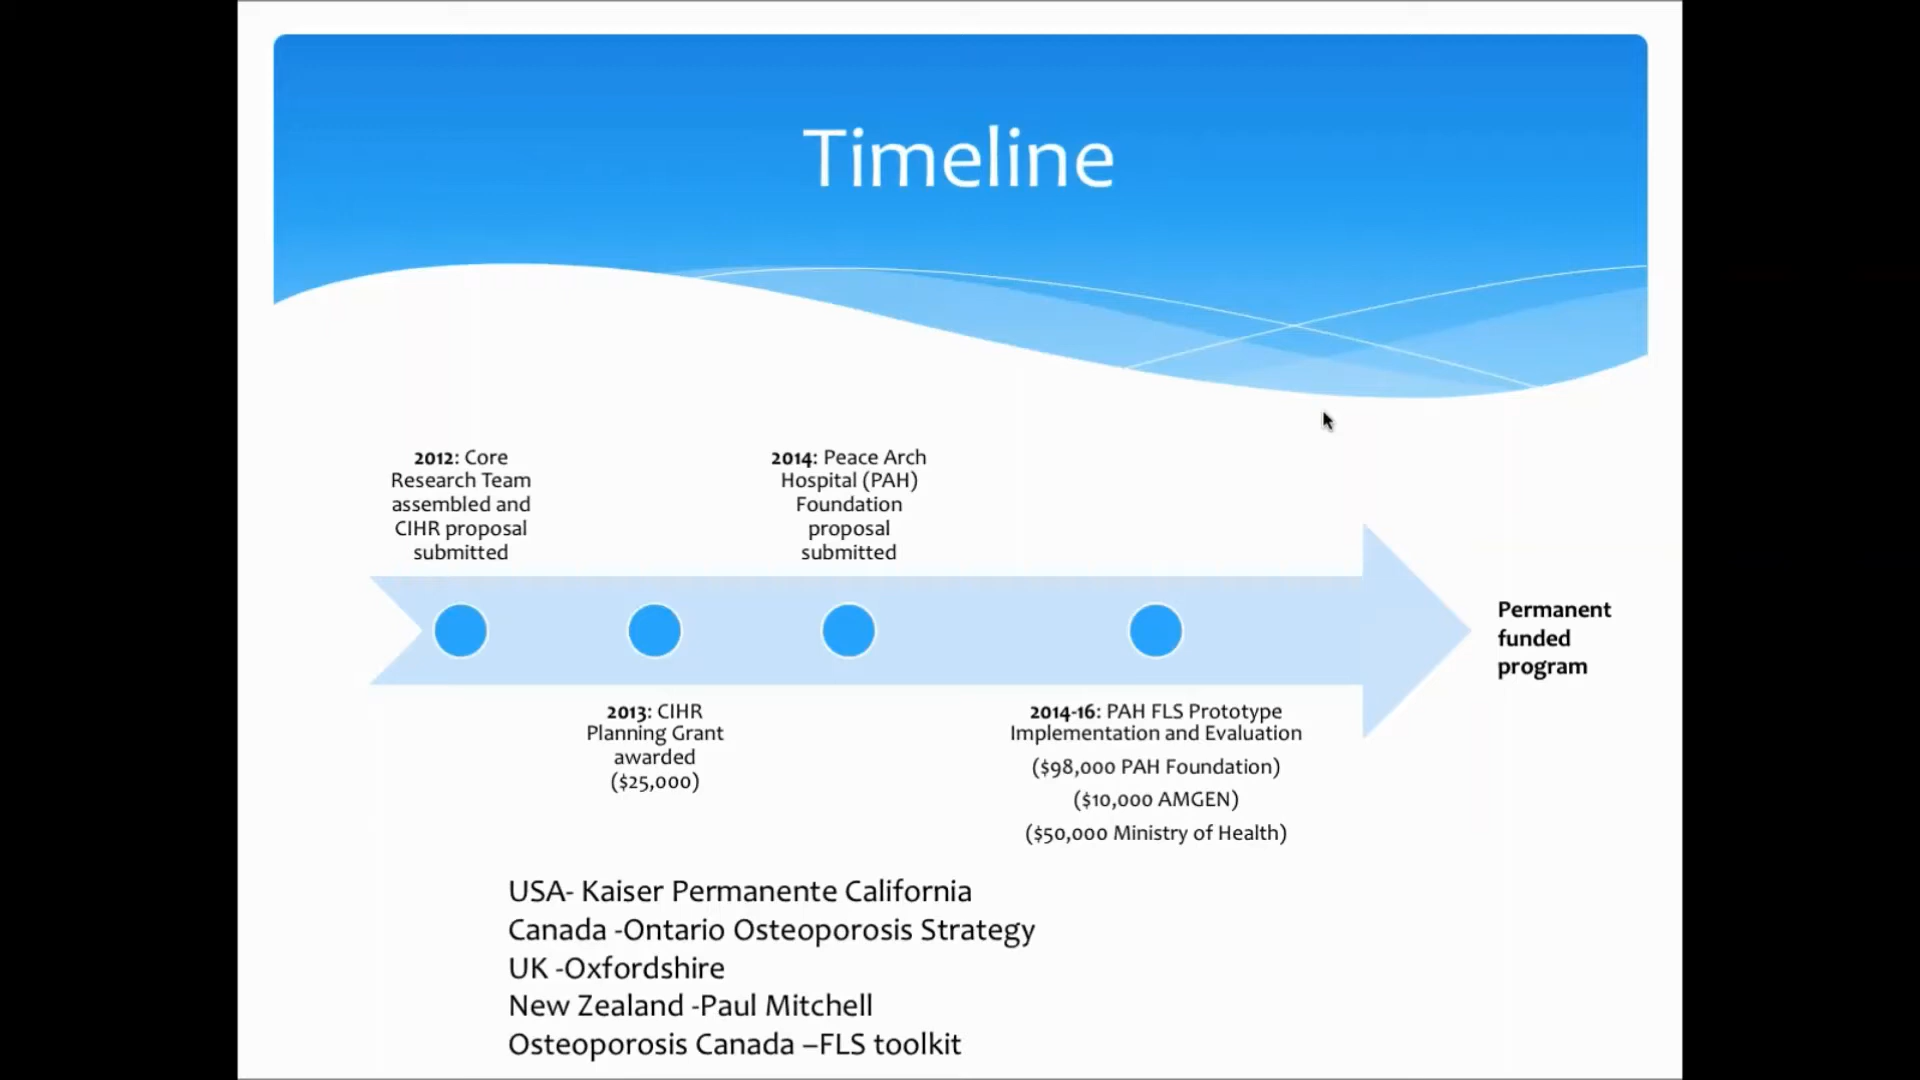 Timeline
2012: Core
Research Team
assembled and
CIHR proposal
submitted
2014: Peace Arch
Hospital (PAH)
Foundation
proposal
submitted
Permanent
funded
program
2013: CIHR
Planning Grant
awarded
($25,000)
2014-16: PAH FLS Prototype
Implementation and Evaluation
($98,000 PAH Foundation)
($10,000 AMGEN)
($50,000 Ministry of Health)
USA- Kaiser Permanente California
Canada -Ontario Osteoporosis Strategy
UK -Oxfordshire
New Zealand -Paul Mitchell
Osteoporosis Canada –FLS toolkit